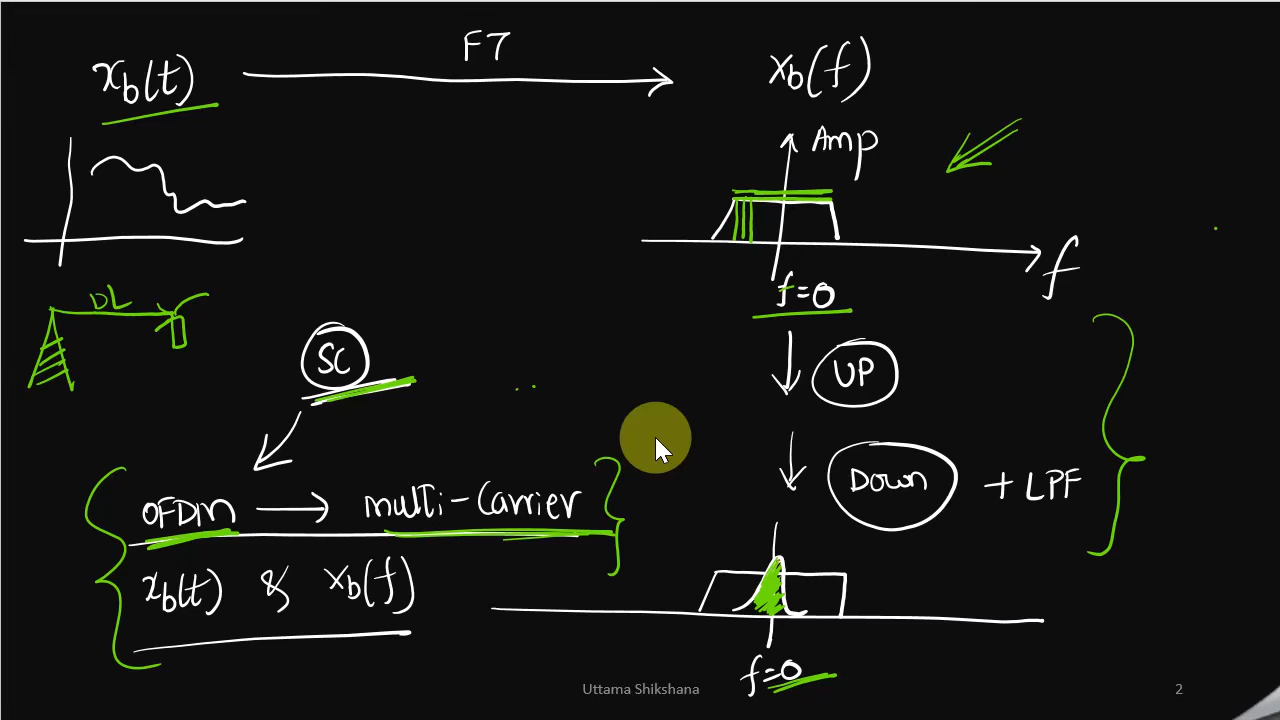 xb(t) FT Xb(f)
Amp
f
f=0
DL
SC
UP
Down + LPF
OFDM → multi-carrier
xb(t) & Xb(f)
f=0
Uttama Shikshana 2